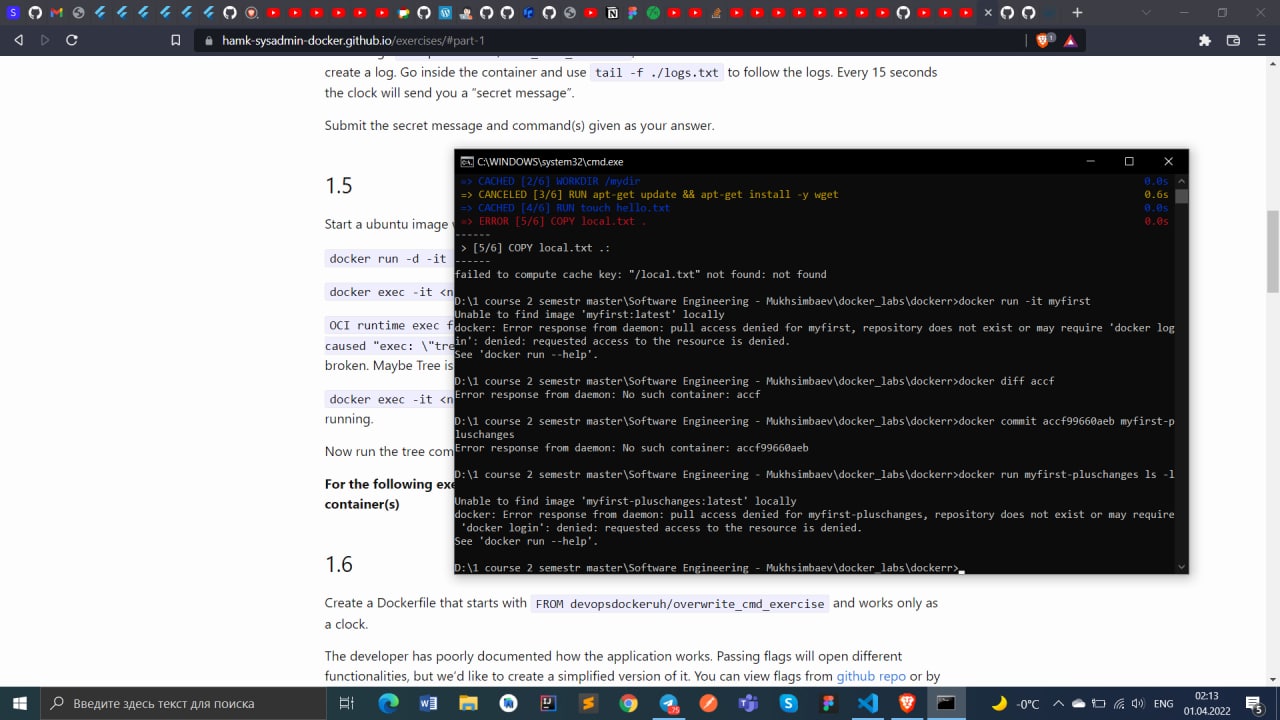 hamk-sysadmin-docker.github.io/exercises/#part-1
create a log. Go inside the container and use tail -f ./logs.txt to follow the logs. Every 15 seconds
the clock will send you a “secret message”.
Submit the secret message and command(s) given as your answer.
1.5
Start a ubuntu image
docker run -d -it
docker exec -it <n
OCI runtime exec f
caused "exec: \"tre
broken. Maybe Tree is
docker exec -it <n
running.
Now run the tree com
For the following exe
container(s)
C:\WINDOWS\system32\cmd.exe
=> CACHED [2/6] WORKDIR /mydir 0.0s
=> CANCELED [3/6] RUN apt-get update && apt-get install -y wget 0.6s
=> CACHED [4/6] RUN touch hello.txt 0.0s
=> ERROR [5/6] COPY local.txt . 0.0s
------
> [5/6] COPY local.txt .:
------
failed to compute cache key: "/local.txt" not found: not found
D:\1 course 2 semestr master\Software Engineering - Mukhsimbaev\docker_labs\dockerr>docker run -it myfirst
Unable to find image 'myfirst:latest' locally
docker: Error response from daemon: pull access denied for myfirst, repository does not exist or may require 'docker log
in': denied: requested access to the resource is denied.
See 'docker run --help'.
D:\1 course 2 semestr master\Software Engineering - Mukhsimbaev\docker_labs\dockerr>docker diff accf
Error response from daemon: No such container: accf
D:\1 course 2 semestr master\Software Engineering - Mukhsimbaev\docker_labs\dockerr>docker commit accf99660aeb myfirst-p
luschanges
Error response from daemon: No such container: accf99660aeb
D:\1 course 2 semestr master\Software Engineering - Mukhsimbaev\docker_labs\dockerr>docker run myfirst-pluschanges ls -l
Unable to find image 'myfirst-pluschanges:latest' locally
docker: Error response from daemon: pull access denied for myfirst-pluschanges, repository does not exist or may require
'docker login': denied: requested access to the resource is denied.
See 'docker run --help'.
D:\1 course 2 semestr master\Software Engineering - Mukhsimbaev\docker_labs\dockerr>
1.6
Create a Dockerfile that starts with FROM devopsdockeruh/overwrite_cmd_exercise and works only as
a clock.
The developer has poorly documented how the application works. Passing flags will open different
functionalities, but we’d like to create a simplified version of it. You can view flags from github repo or by
Введите здесь текст для поиска
25
-0°C
ENG
02:13
01.04.2022
5